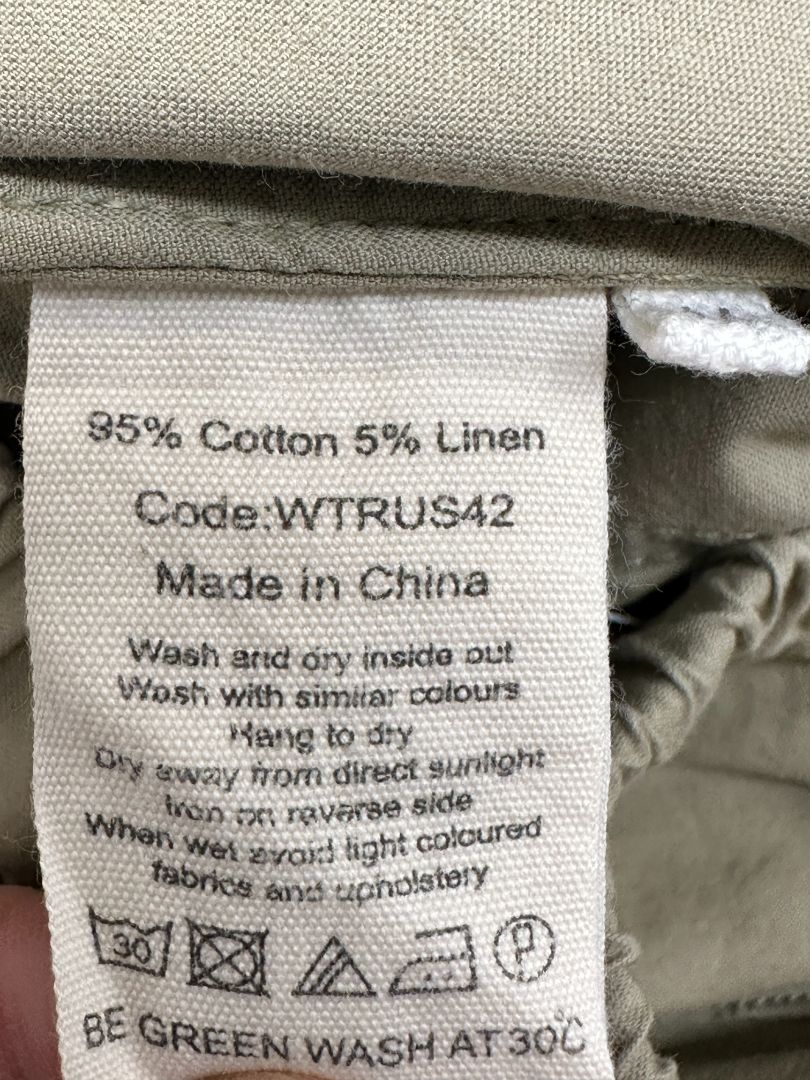 95% Cotton 5% Linen
Code:WTRUS42
Made in China
Wash and dry inside out
Wash with similar colours
Hang to dry
Dry away from direct sunlight
Iron on reverse side
When wet avoid light coloured
fabrics and upholstery
30 P
BE GREEN WASH AT 30°C